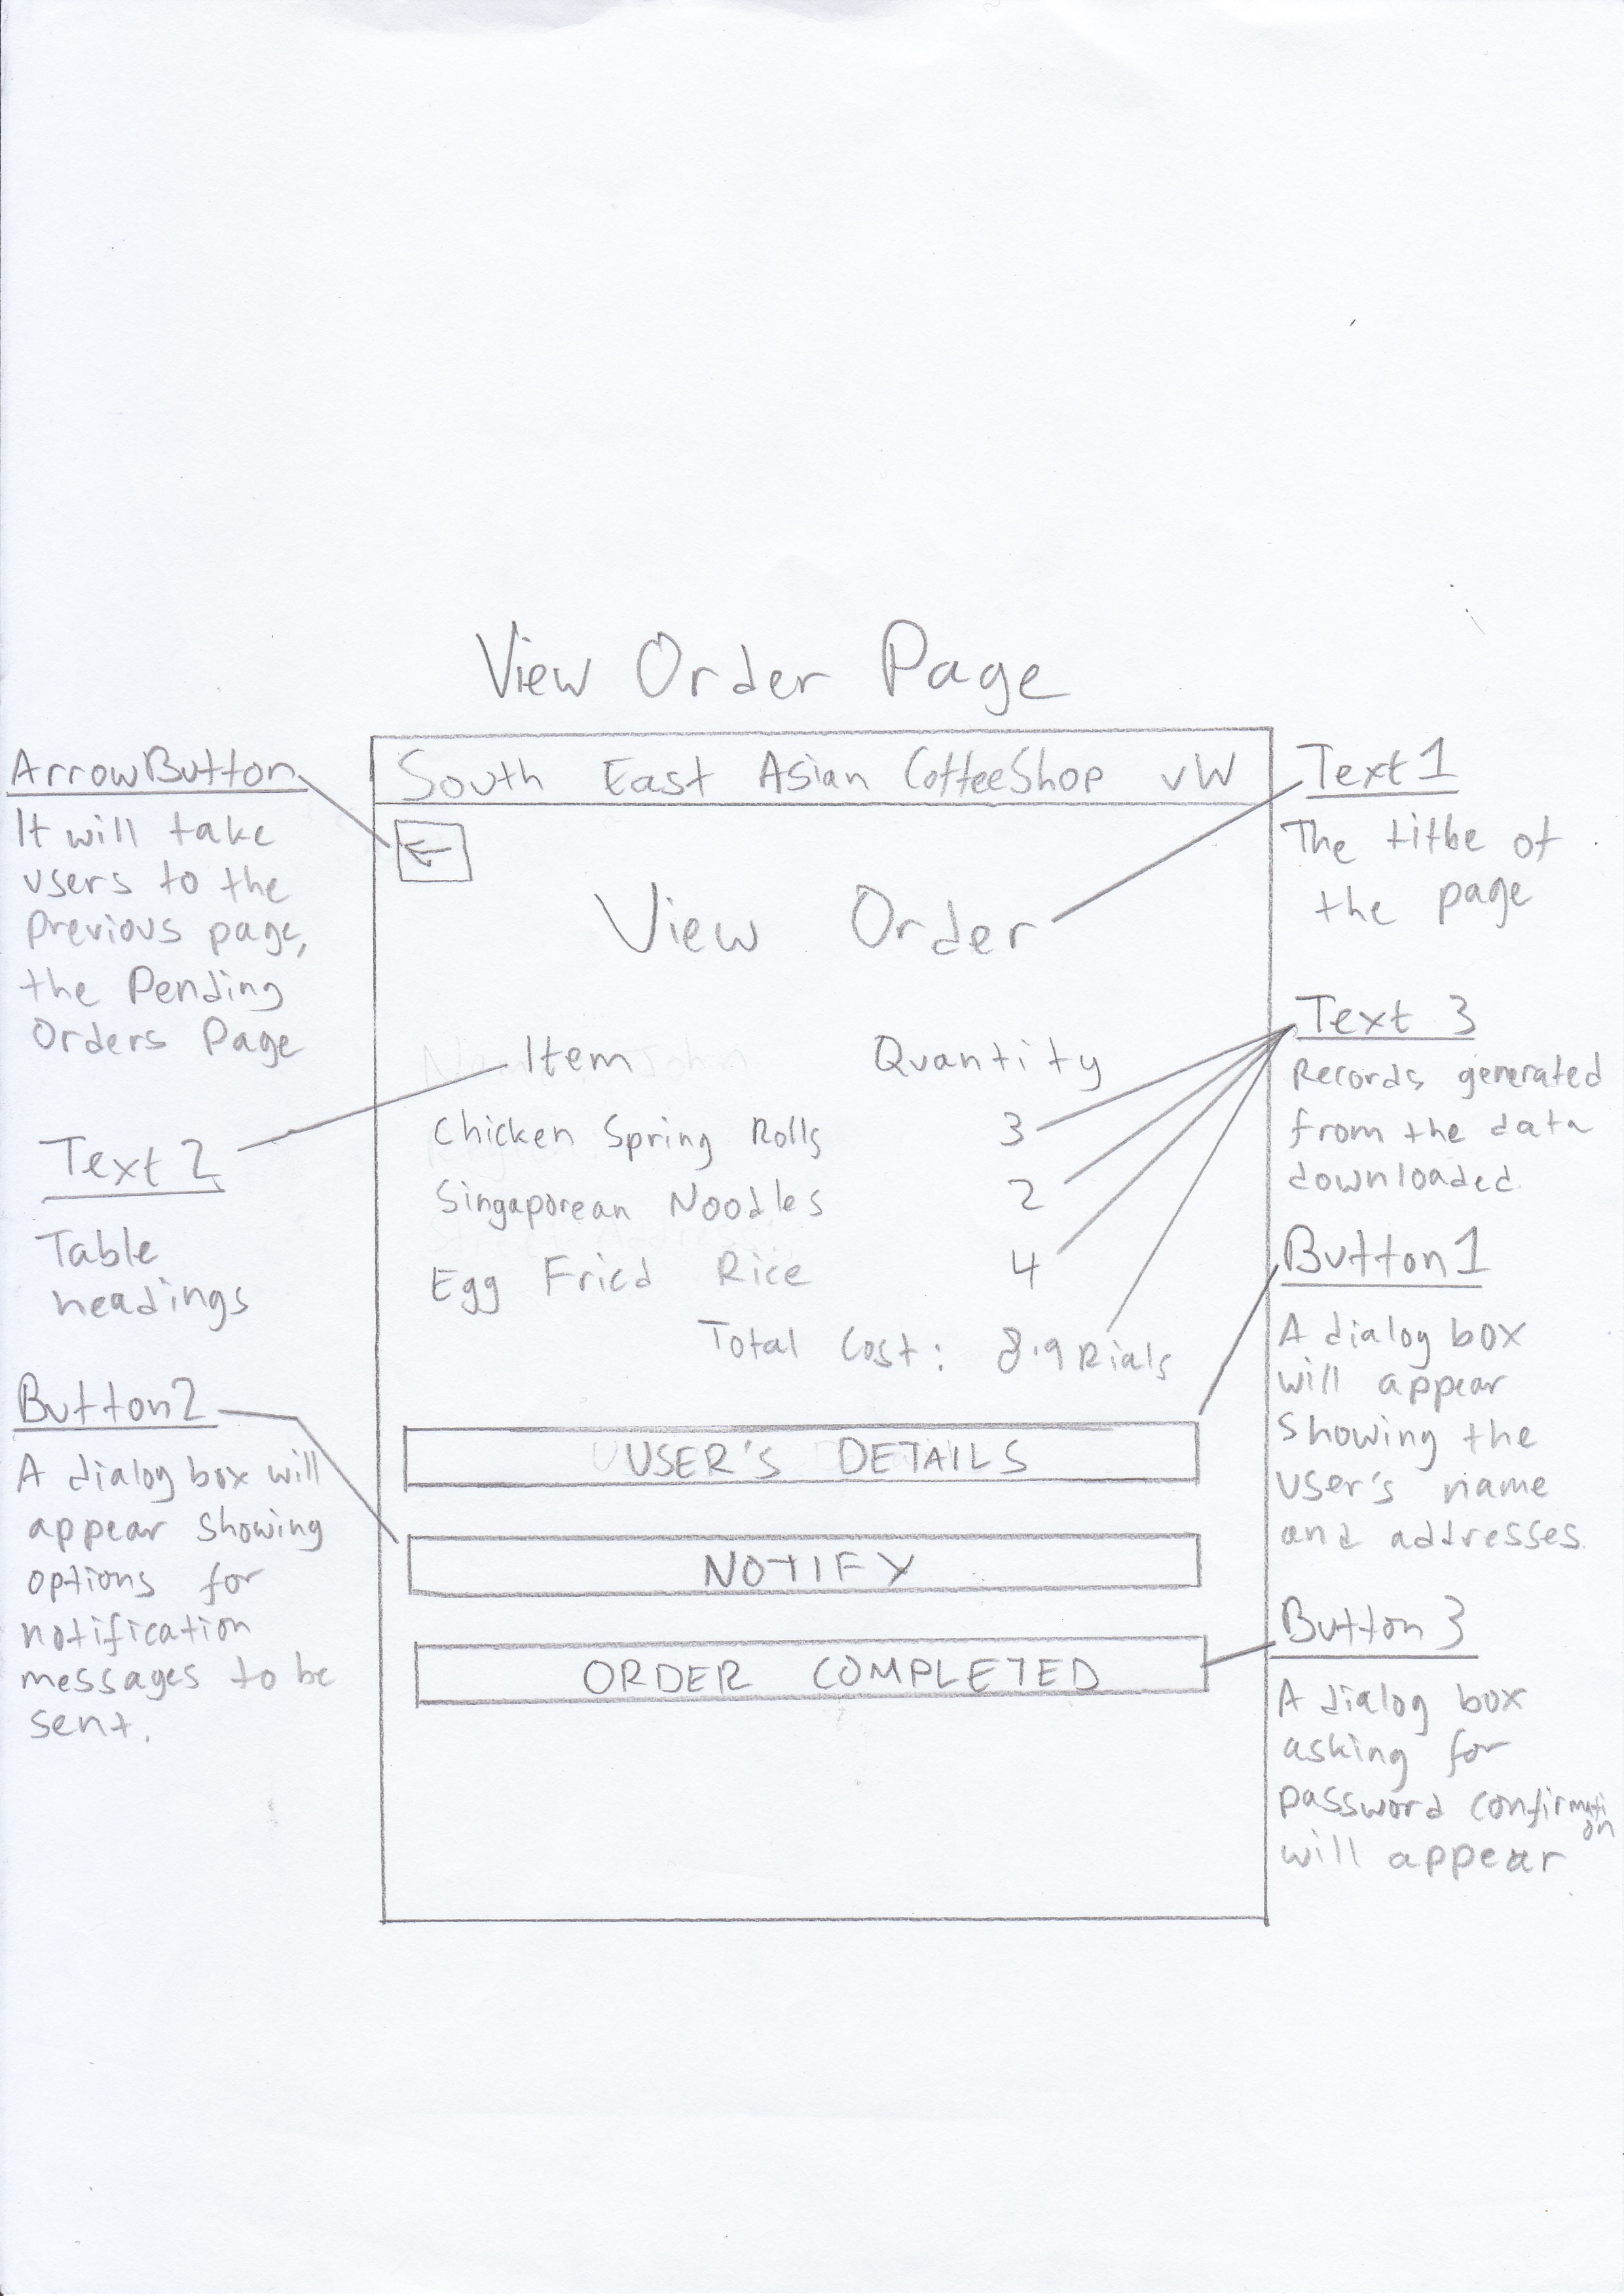 View Order Page
South East Asian CoffeeShop vW
←
View Order
Item Quantity
Chicken Spring Rolls 3
Singaporean Noodles 2
Egg Fried Rice 4
Total Cost: 8.9 Rials
USER'S DETAILS
NOTIFY
ORDER COMPLETED
ArrowButton
It will take
users to the
Previous page,
the Pending
Orders Page
Text 2
Table
headings
Button2
A dialog box will
appear showing
options for
notification
messages to be
sent.
Text 1
The title of
the page
Text 3
Records generated
from the data
downloaded.
Button1
A dialog box
will appear
showing the
user's name
and addresses.
Button 3
A dialog box
asking for
password confirmation
will appear